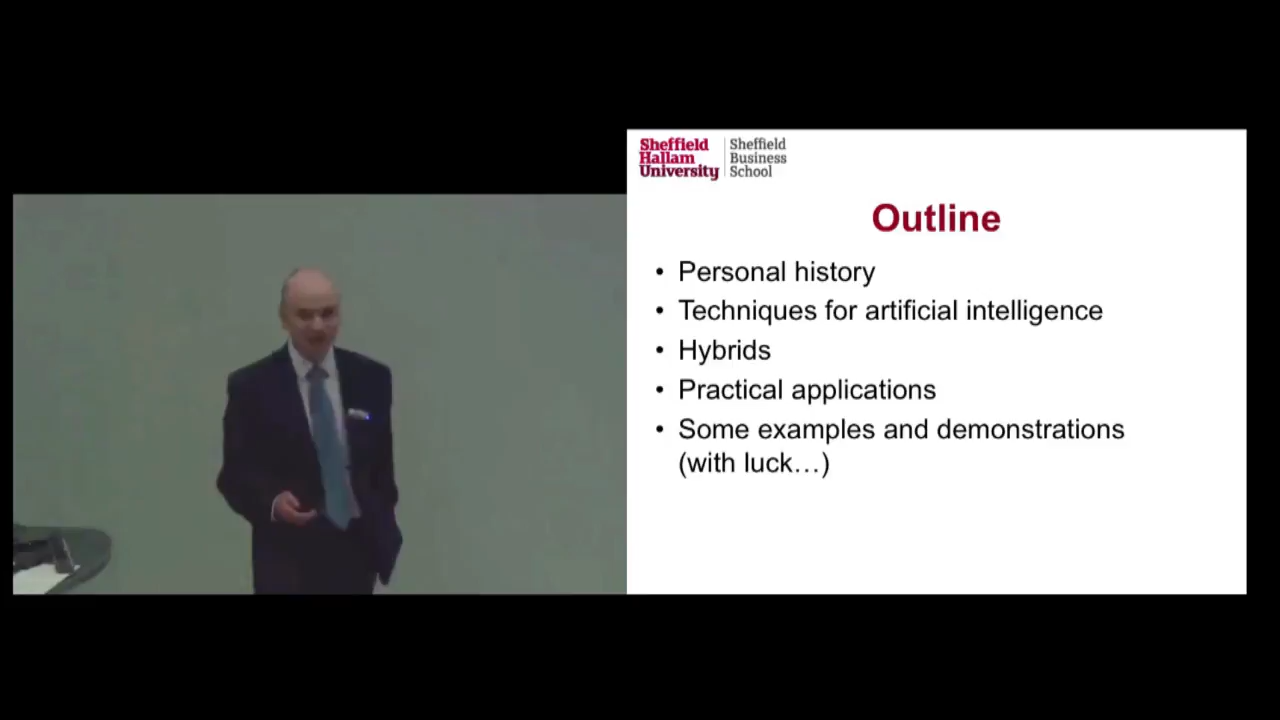 Sheffield
Hallam
University
Sheffield
Business
School
Outline
• Personal history
• Techniques for artificial intelligence
• Hybrids
• Practical applications
• Some examples and demonstrations
(with luck…)